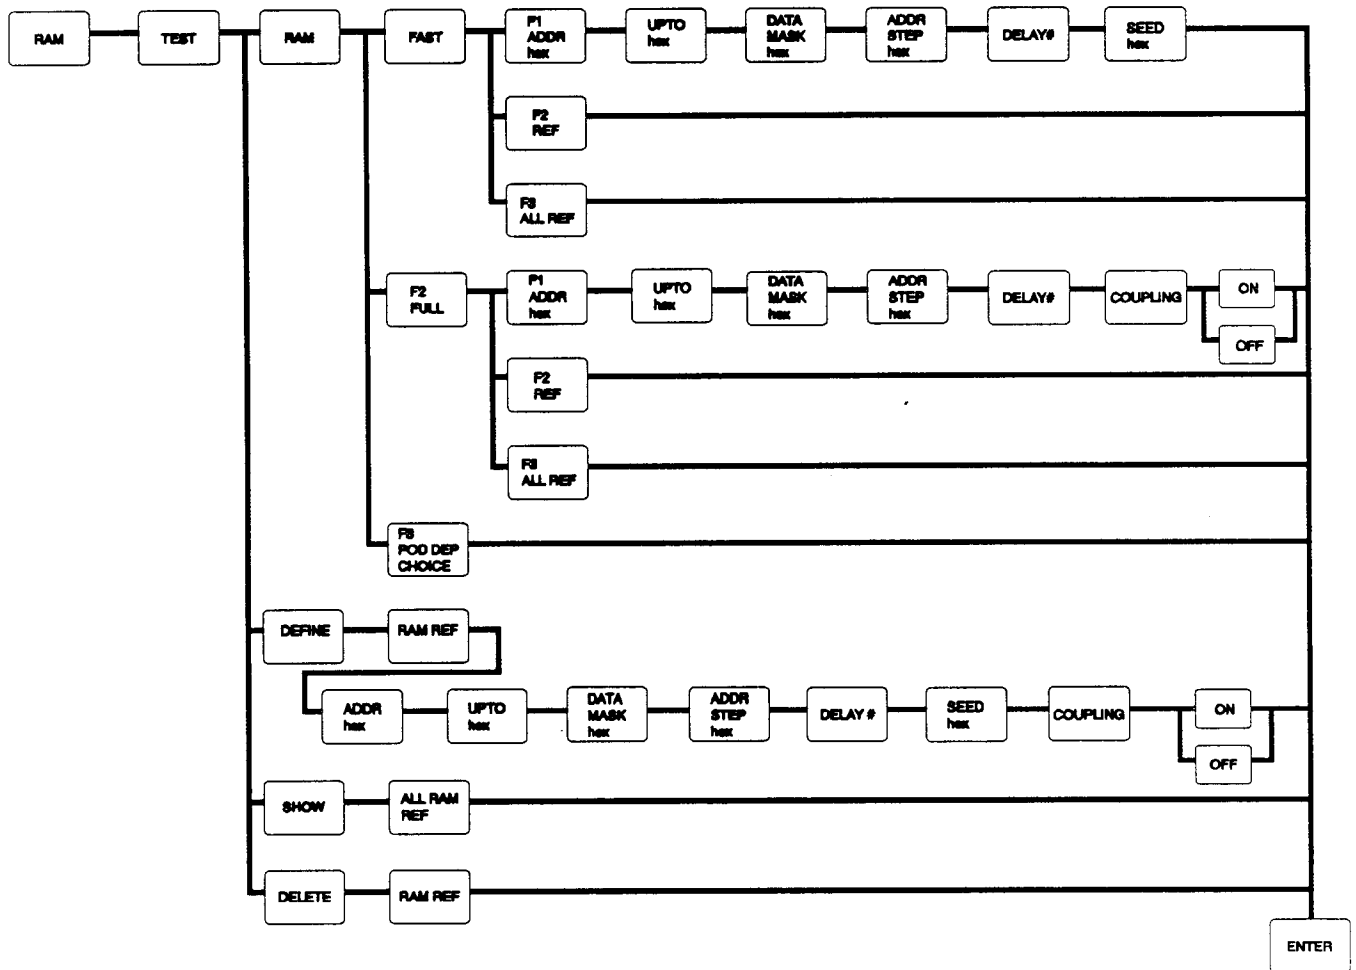 RAM
TEST
RAM
FAST
F1
ADDR
hex
UPTO
hex
DATA
MASK
hex
ADDR
STEP
hex
DELAY#
SEED
hex
F2
REF
F3
ALL REF
F2
FULL
F1
ADDR
hex
UPTO
hex
DATA
MASK
hex
ADDR
STEP
hex
DELAY#
COUPLING
ON
OFF
F2
REF
F3
ALL REF
F3
POD DEP
CHOICE
DEFINE
RAM REF
ADDR
hex
UPTO
hex
DATA
MASK
hex
ADDR
STEP
hex
DELAY #
SEED
hex
COUPLING
ON
OFF
SHOW
ALL RAM
REF
DELETE
RAM REF
ENTER